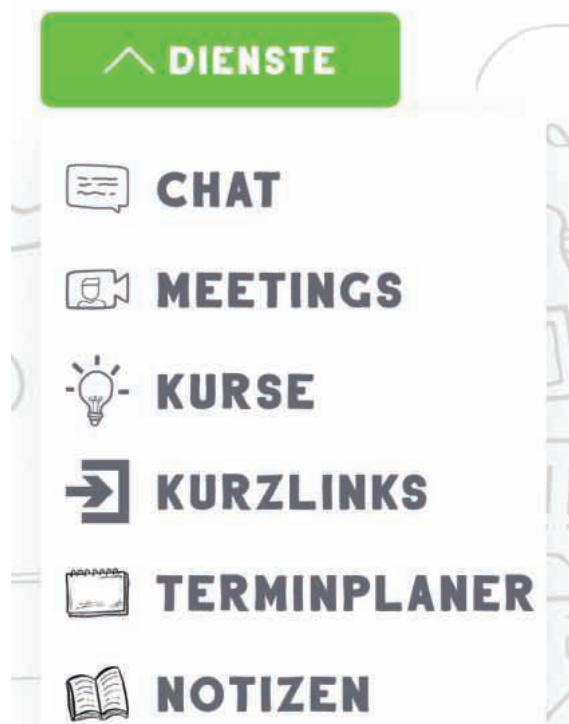 DIENSTE
CHAT
MEETINGS
KURSE
KURZLINKS
TERMINPLANER
NOTIZEN